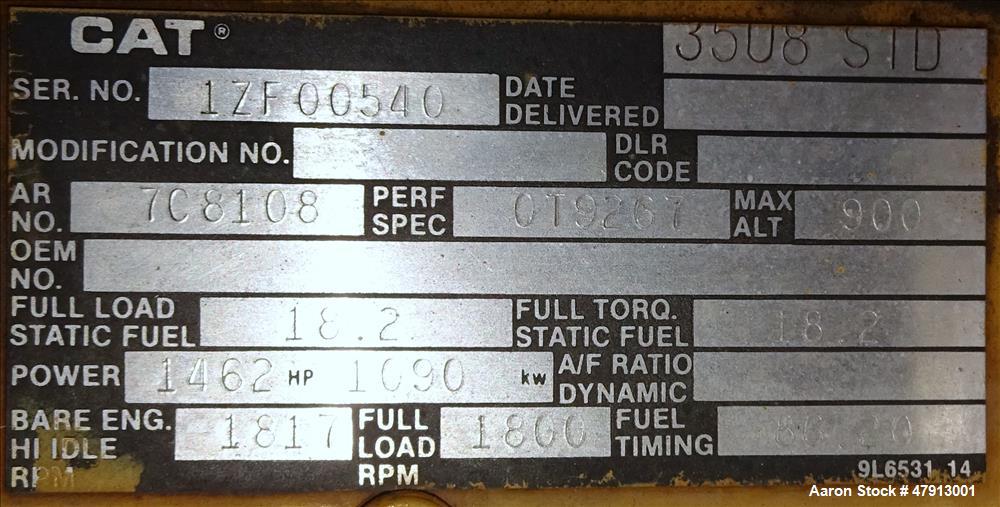 CAT® 3508 STD
SER. NO. 1ZF00540 DATE DELIVERED
MODIFICATION NO. DLR CODE
AR NO. 7C8108 PERF SPEC 0T9267 MAX ALT 900
OEM NO.
FULL LOAD STATIC FUEL 18.2 FULL TORQ. STATIC FUEL 18.2
POWER 1462 HP 1090 kw A/F RATIO DYNAMIC
BARE ENG. HI IDLE RPM 1817 FULL LOAD RPM 1800 FUEL TIMING
9L6531 14
Aaron Stock # 47913001